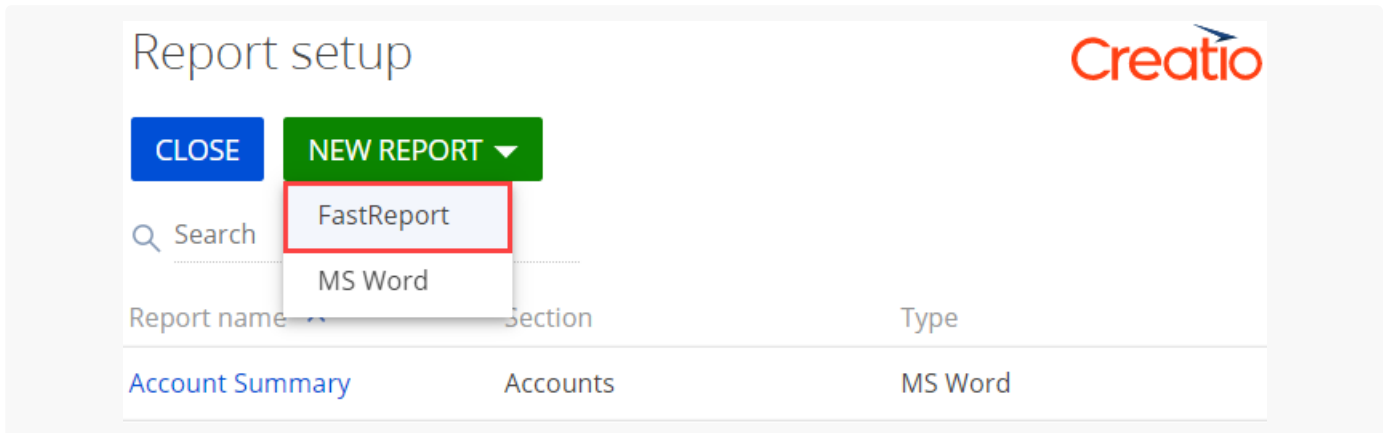 Report setup
Creatio
CLOSE
NEW REPORT
FastReport
Search
MS Word
Report name Section Type
Account Summary Accounts MS Word